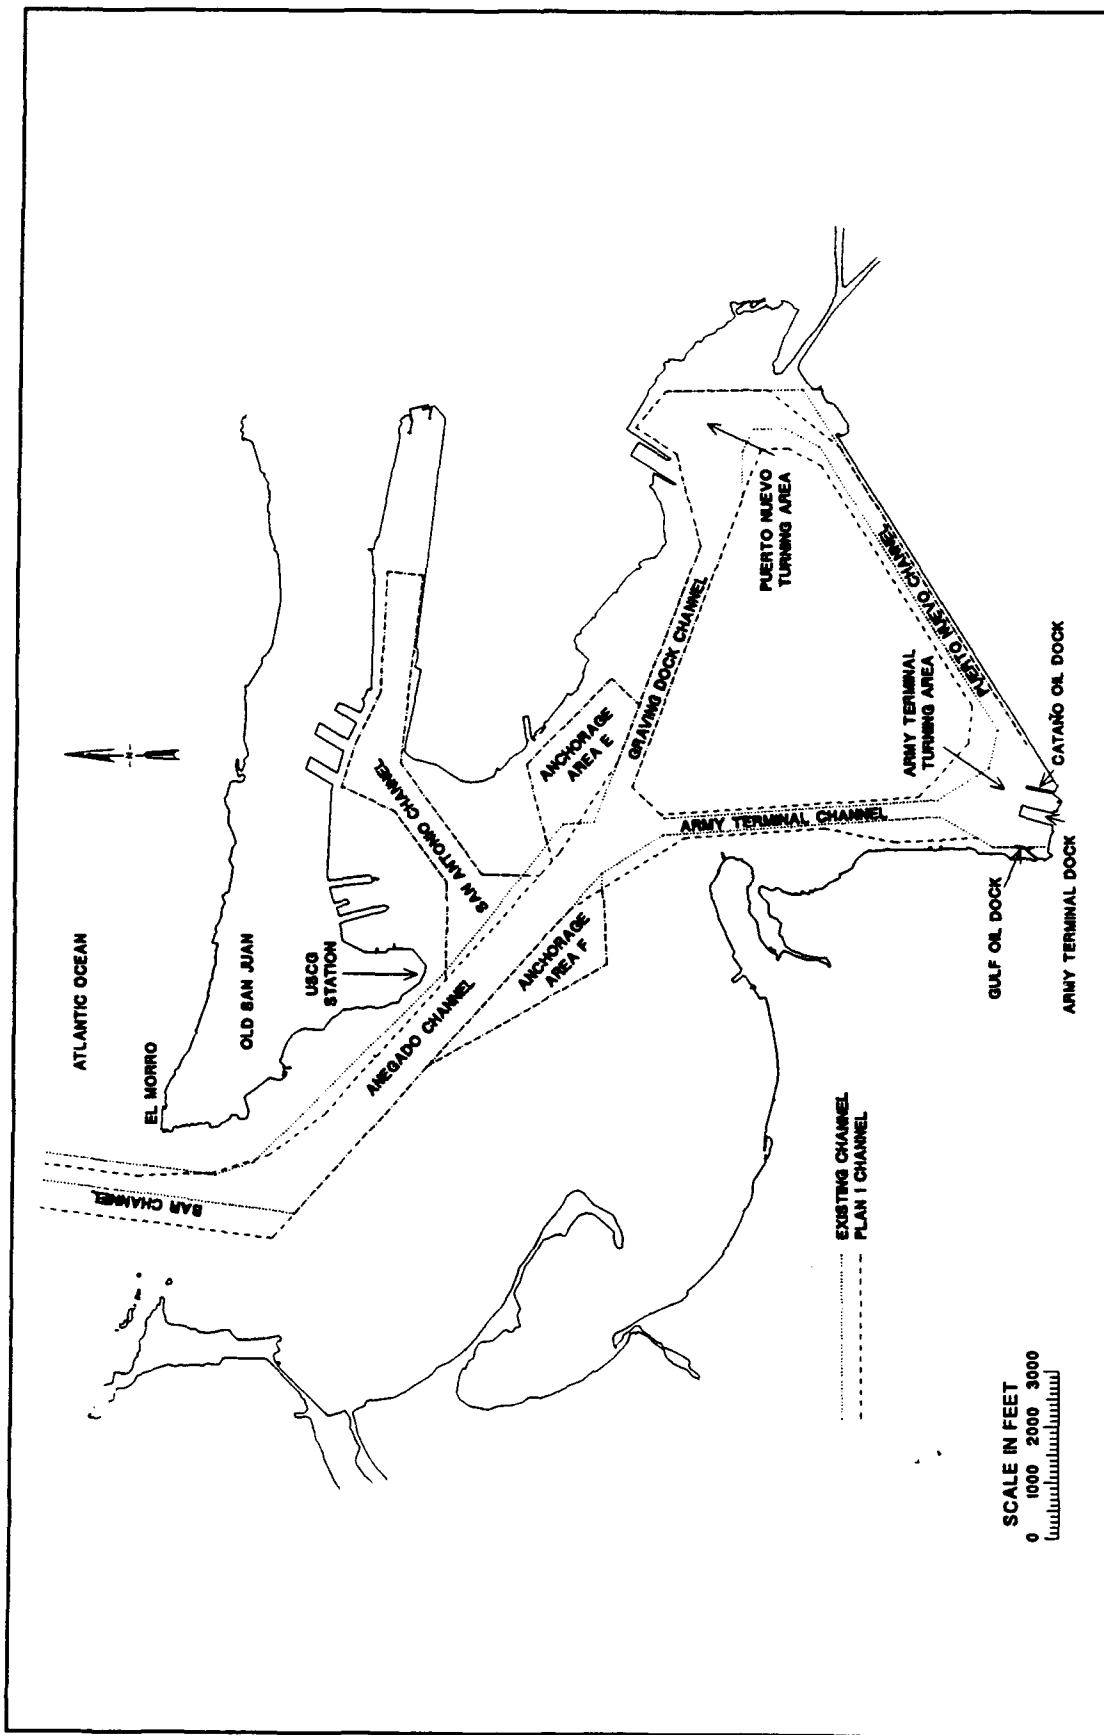 ATLANTIC OCEAN
EL MORRO
OLD SAN JUAN
USCG
STATION
N
BAR CHANNEL
ANEGADO CHANNEL
SAN ANTONIO CHANNEL
ANCHORAGE
AREA E
ANCHORAGE
AREA F
GRAVING DOCK CHANNEL
PUERTO NUEVO
TURNING AREA
ARMY TERMINAL CHANNEL
ARMY TERMINAL
TURNING AREA
PUERTO NUEVO CHANNEL
GULF OIL DOCK
ARMY TERMINAL DOCK
CATAÑO OIL DOCK
EXISTING CHANNEL
PLAN 1 CHANNEL
SCALE IN FEET
0 1000 2000 3000